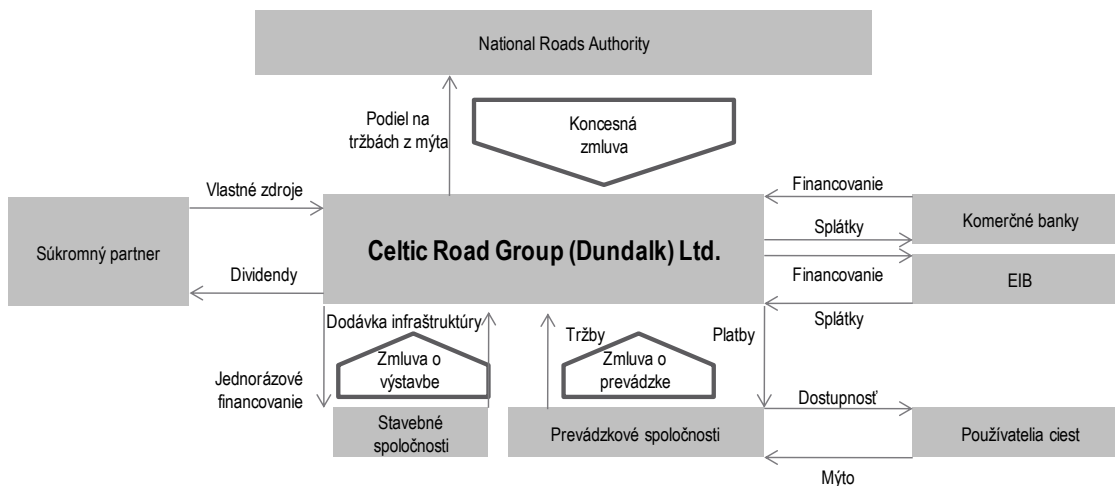 National Roads Authority
Podiel na
tržbách z mýta
Koncesná
zmluva
Vlastné zdroje
Financovanie
Súkromný partner
Celtic Road Group (Dundalk) Ltd.
Komerčné banky
Splátky
EIB
Dividendy
Financovanie
Splátky
Dodávka infraštruktúry
Tržby
Platby
Zmluva o
výstavbe
Zmluva o
prevádzke
Jednorázové
financovanie
Dostupnosť
Stavebné
spoločnosti
Prevádzkové spoločnosti
Používatelia ciest
Mýto